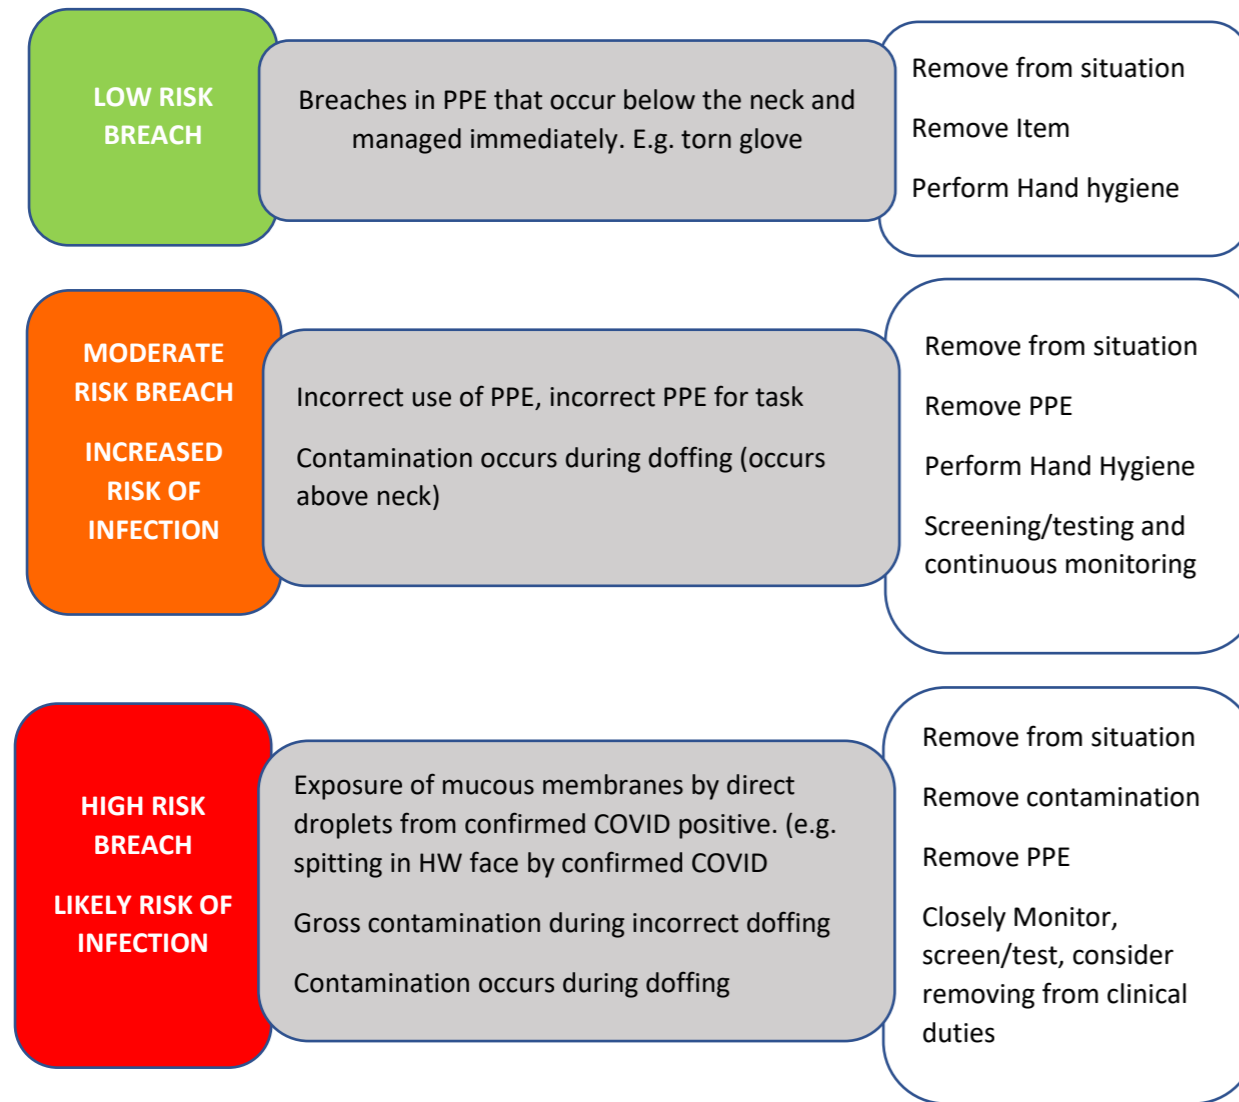 LOW RISK
BREACH
Breaches in PPE that occur below the neck and
managed immediately. E.g. torn glove
Remove from situation
Remove Item
Perform Hand hygiene
MODERATE
RISK BREACH
INCREASED
RISK OF
INFECTION
Incorrect use of PPE, incorrect PPE for task
Contamination occurs during doffing (occurs
above neck)
Remove from situation
Remove PPE
Perform Hand Hygiene
Screening/testing and
continuous monitoring
HIGH RISK
BREACH
LIKELY RISK OF
INFECTION
Exposure of mucous membranes by direct
droplets from confirmed COVID positive. (e.g.
spitting in HW face by confirmed COVID
Gross contamination during incorrect doffing
Contamination occurs during doffing
Remove from situation
Remove contamination
Remove PPE
Closely Monitor,
screen/test, consider
removing from clinical
duties